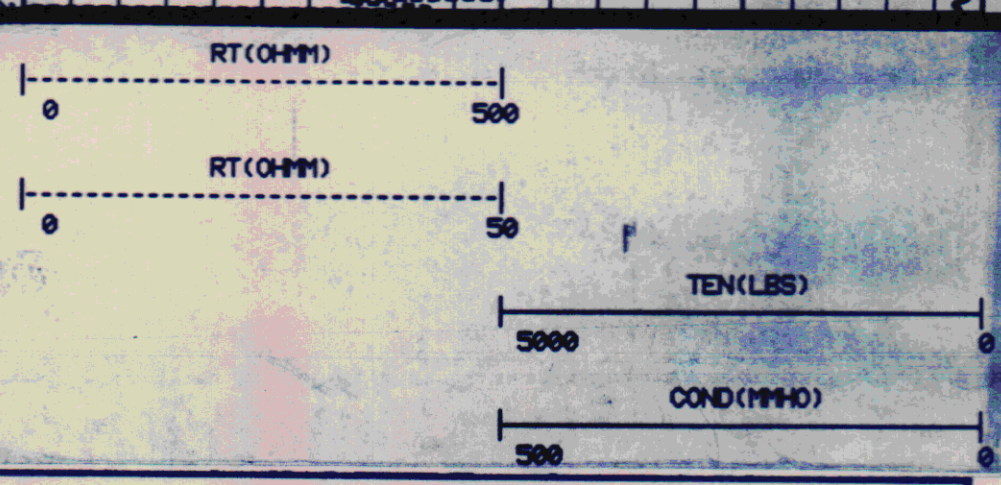 RT(OHMM)
0 500
RT(OHMM)
0 50
TEN(LBS)
5000 0
COND(MMHO)
500 0